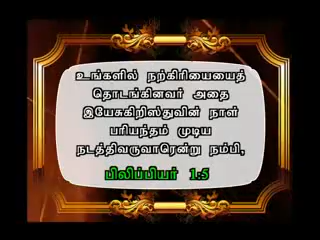 உங்களில் நற்கிரியையைத்
தொடங்கினவர் அதை
இயேசுகிறிஸ்துவின் நாள்
பரியந்தம் முடிய
நடத்திவருவாரென்று நம்பி,
பிலிப்பியர் 1:5